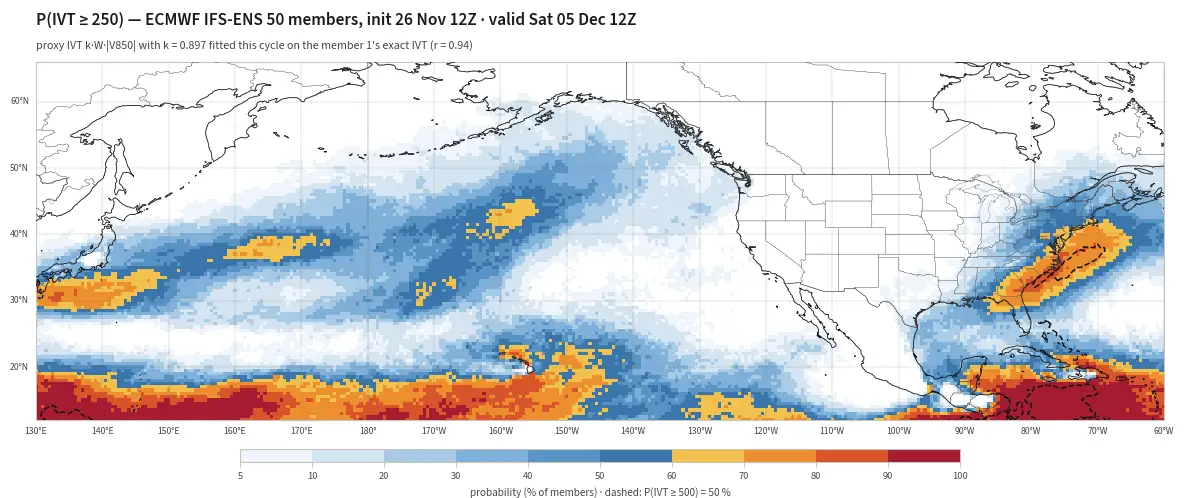 P(IVT ≥ 250) — ECMWF IFS-ENS 50 members, init 26 Nov 12Z · valid Sat 05 Dec 12Z
proxy IVT k·W·|V850| with k = 0.897 fitted this cycle on the member 1's exact IVT (r = 0.94)
60°N
50°N
40°N
30°N
20°N
130°E 140°E 150°E 160°E 170°E 180° 170°W 160°W 150°W 140°W 130°W 120°W 110°W 100°W 90°W 80°W 70°W 60°W
5 10 20 30 40 50 60 70 80 90 100
probability (% of members) · dashed: P(IVT ≥ 500) = 50 %